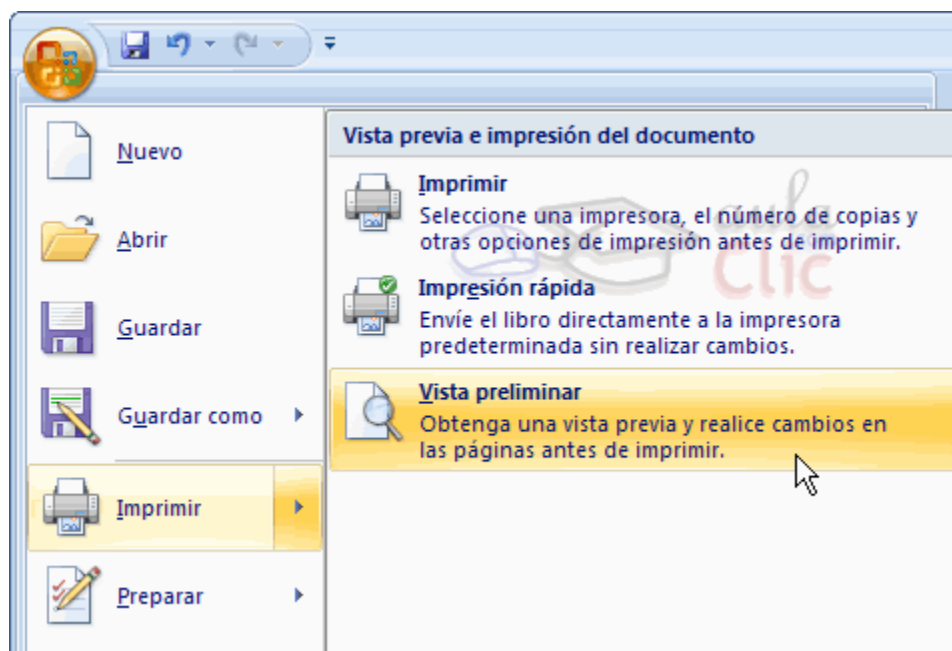 Nuevo
Abrir
Guardar
Guardar como
Imprimir
Preparar
Vista previa e impresión del documento
Imprimir
Seleccione una impresora, el número de copias y
otras opciones de impresión antes de imprimir.
Impresión rápida
Envíe el libro directamente a la impresora
predeterminada sin realizar cambios.
Vista preliminar
Obtenga una vista previa y realice cambios en
las páginas antes de imprimir.
aula
Clic